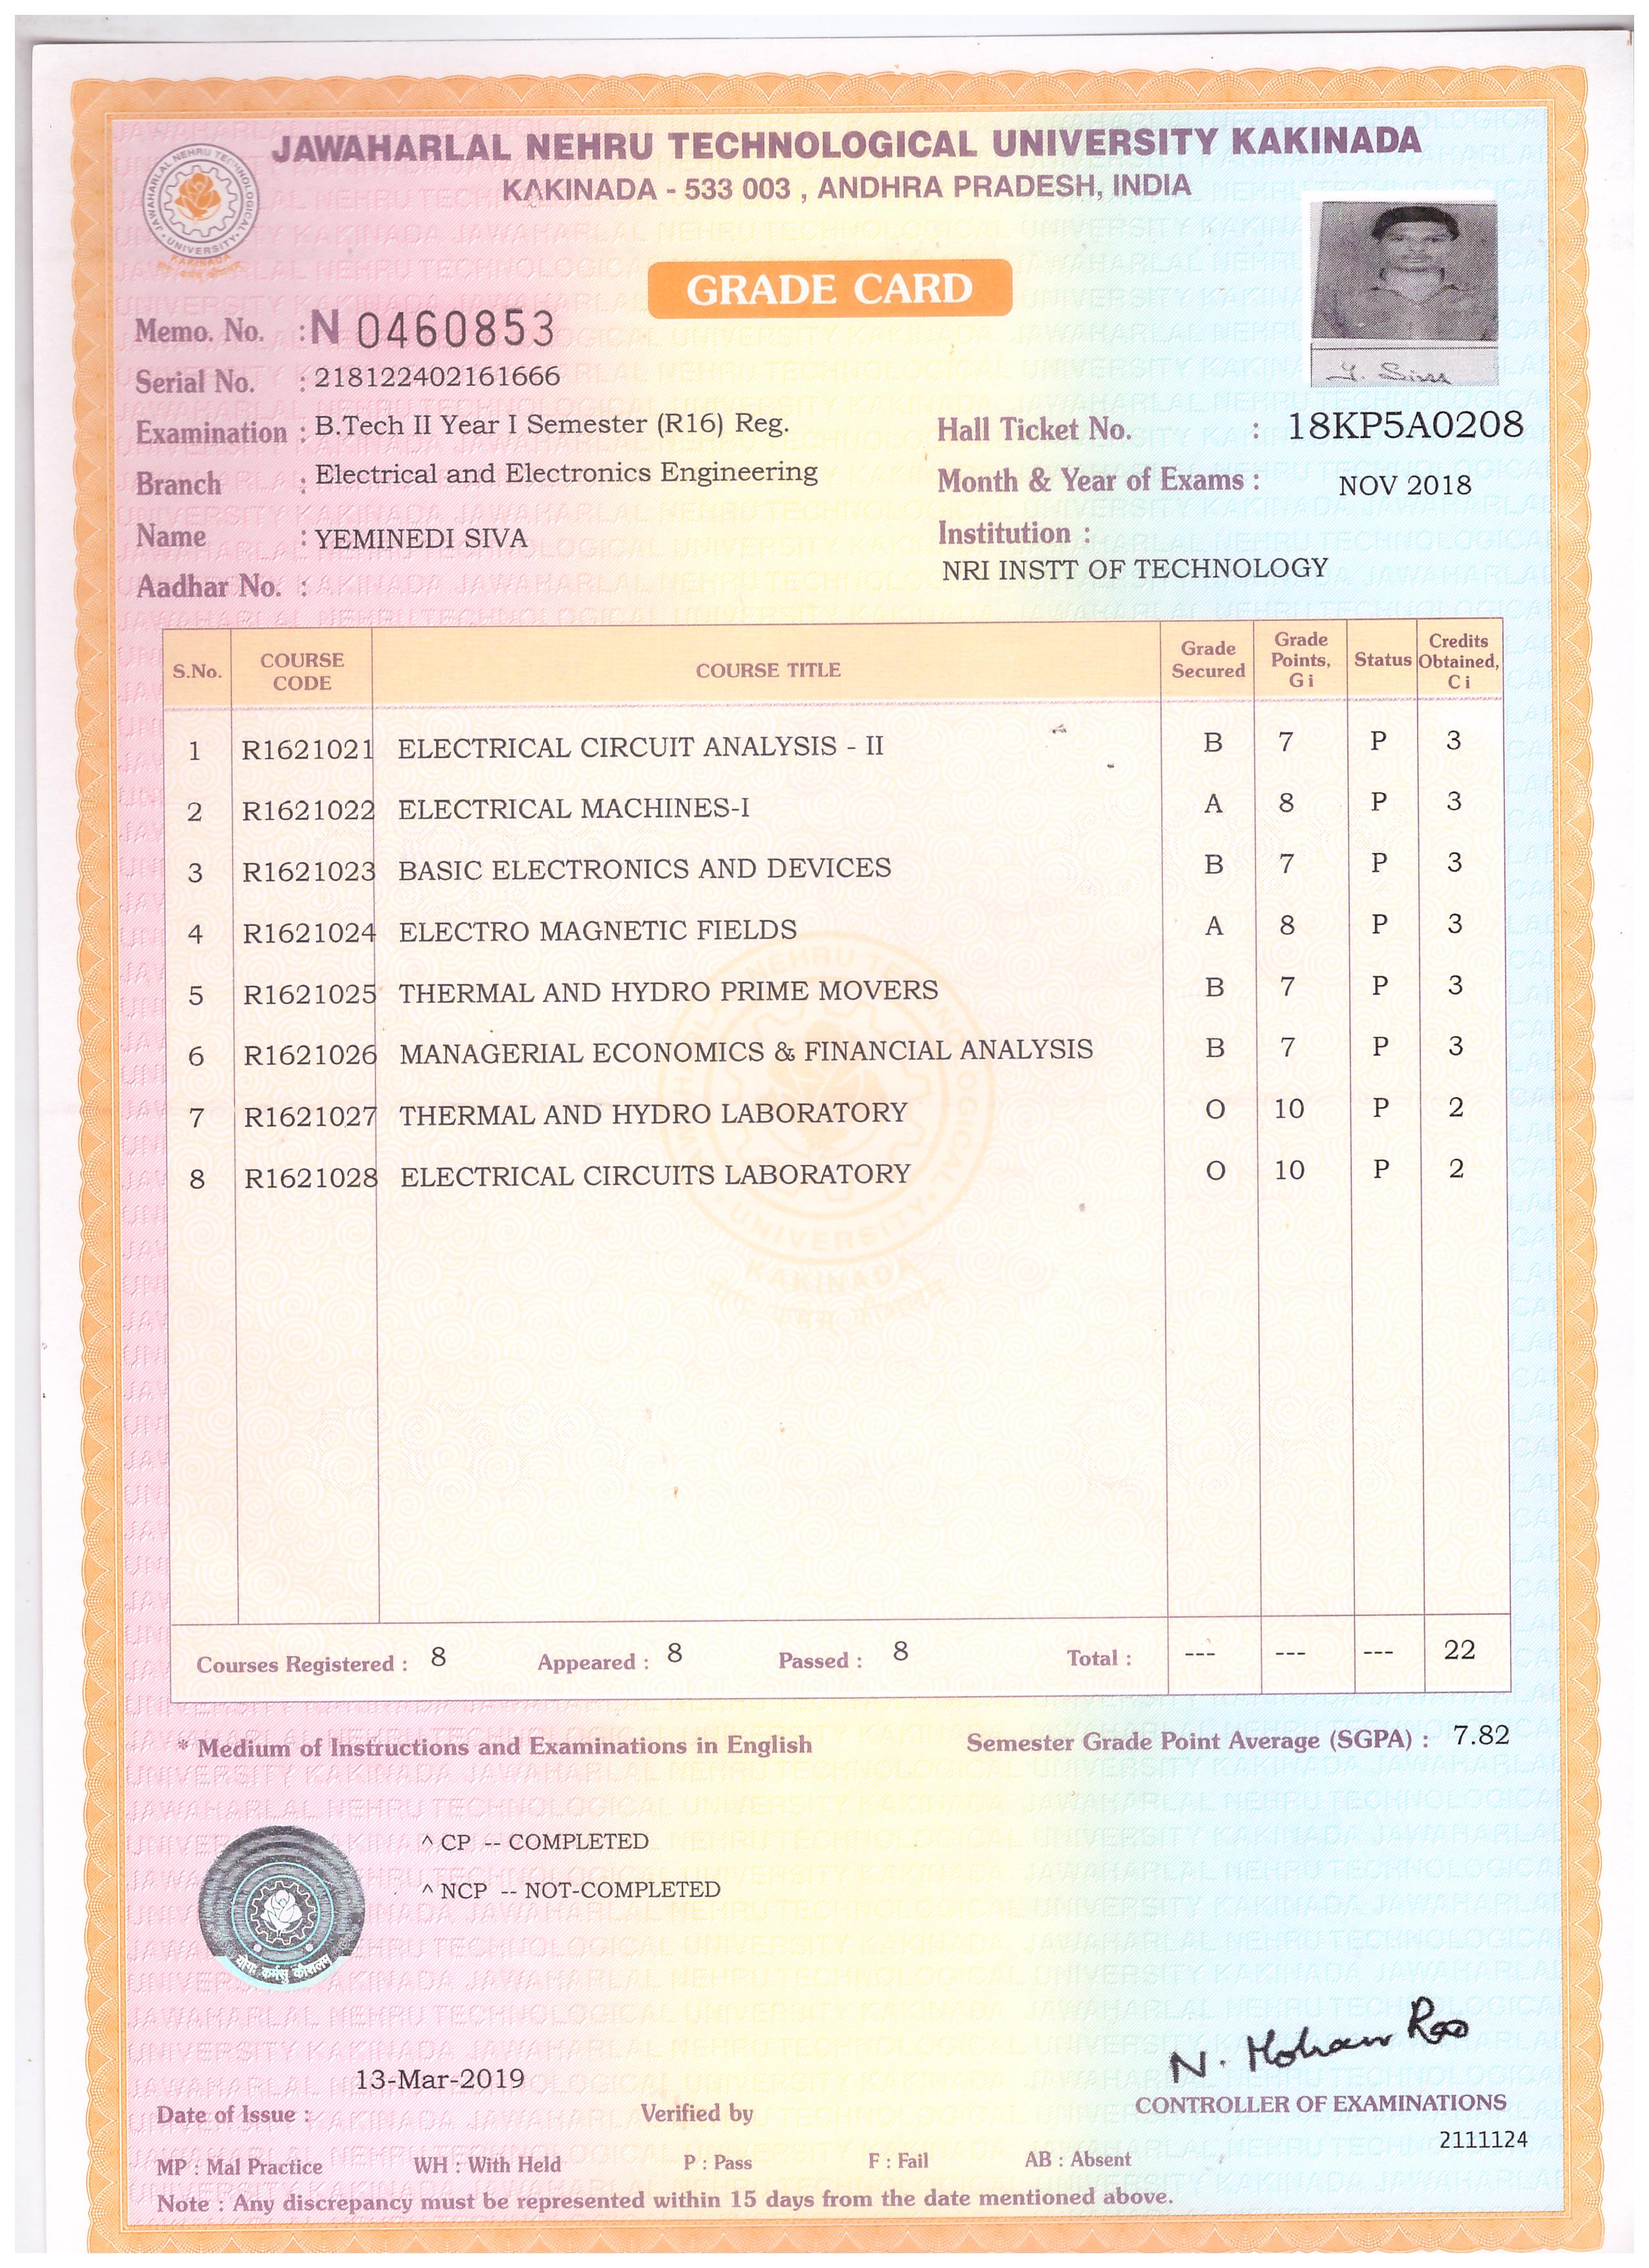 JAWAHARLAL NEHRU TECHNOLOGICAL UNIVERSITY KAKINADA
KAKINADA - 533 003 , ANDHRA PRADESH, INDIA
JAWAHARLAL NEHRU TECHNOLOGICAL UNIVERSITY
KAKINADA
GRADE CARD
Y. Siva
Memo. No. : N 0460853
Serial No. : 218122402161666
Examination : B.Tech II Year I Semester (R16) Reg.
Hall Ticket No. : 18KP5A0208
Branch : Electrical and Electronics Engineering
Month & Year of Exams : NOV 2018
Name : YEMINEDI SIVA
Institution :
NRI INSTT OF TECHNOLOGY
Aadhar No. :
S.No. COURSE CODE COURSE TITLE Grade Secured Grade Points, G i Status Credits Obtained, C i
1 R1621021 ELECTRICAL CIRCUIT ANALYSIS - II B 7 P 3
2 R1621022 ELECTRICAL MACHINES-I A 8 P 3
3 R1621023 BASIC ELECTRONICS AND DEVICES B 7 P 3
4 R1621024 ELECTRO MAGNETIC FIELDS A 8 P 3
5 R1621025 THERMAL AND HYDRO PRIME MOVERS B 7 P 3
6 R1621026 MANAGERIAL ECONOMICS & FINANCIAL ANALYSIS B 7 P 3
7 R1621027 THERMAL AND HYDRO LABORATORY O 10 P 2
8 R1621028 ELECTRICAL CIRCUITS LABORATORY O 10 P 2
Courses Registered : 8 Appeared : 8 Passed : 8 Total : --- --- --- 22
* Medium of Instructions and Examinations in English
Semester Grade Point Average (SGPA) : 7.82
^ CP -- COMPLETED
^ NCP -- NOT-COMPLETED
योगः कर्मसु कौशलम्
N. Mohan Rao
13-Mar-2019
Date of Issue :
Verified by
CONTROLLER OF EXAMINATIONS
2111124
MP : Mal Practice WH : With Held P : Pass F : Fail AB : Absent
Note : Any discrepancy must be represented within 15 days from the date mentioned above.